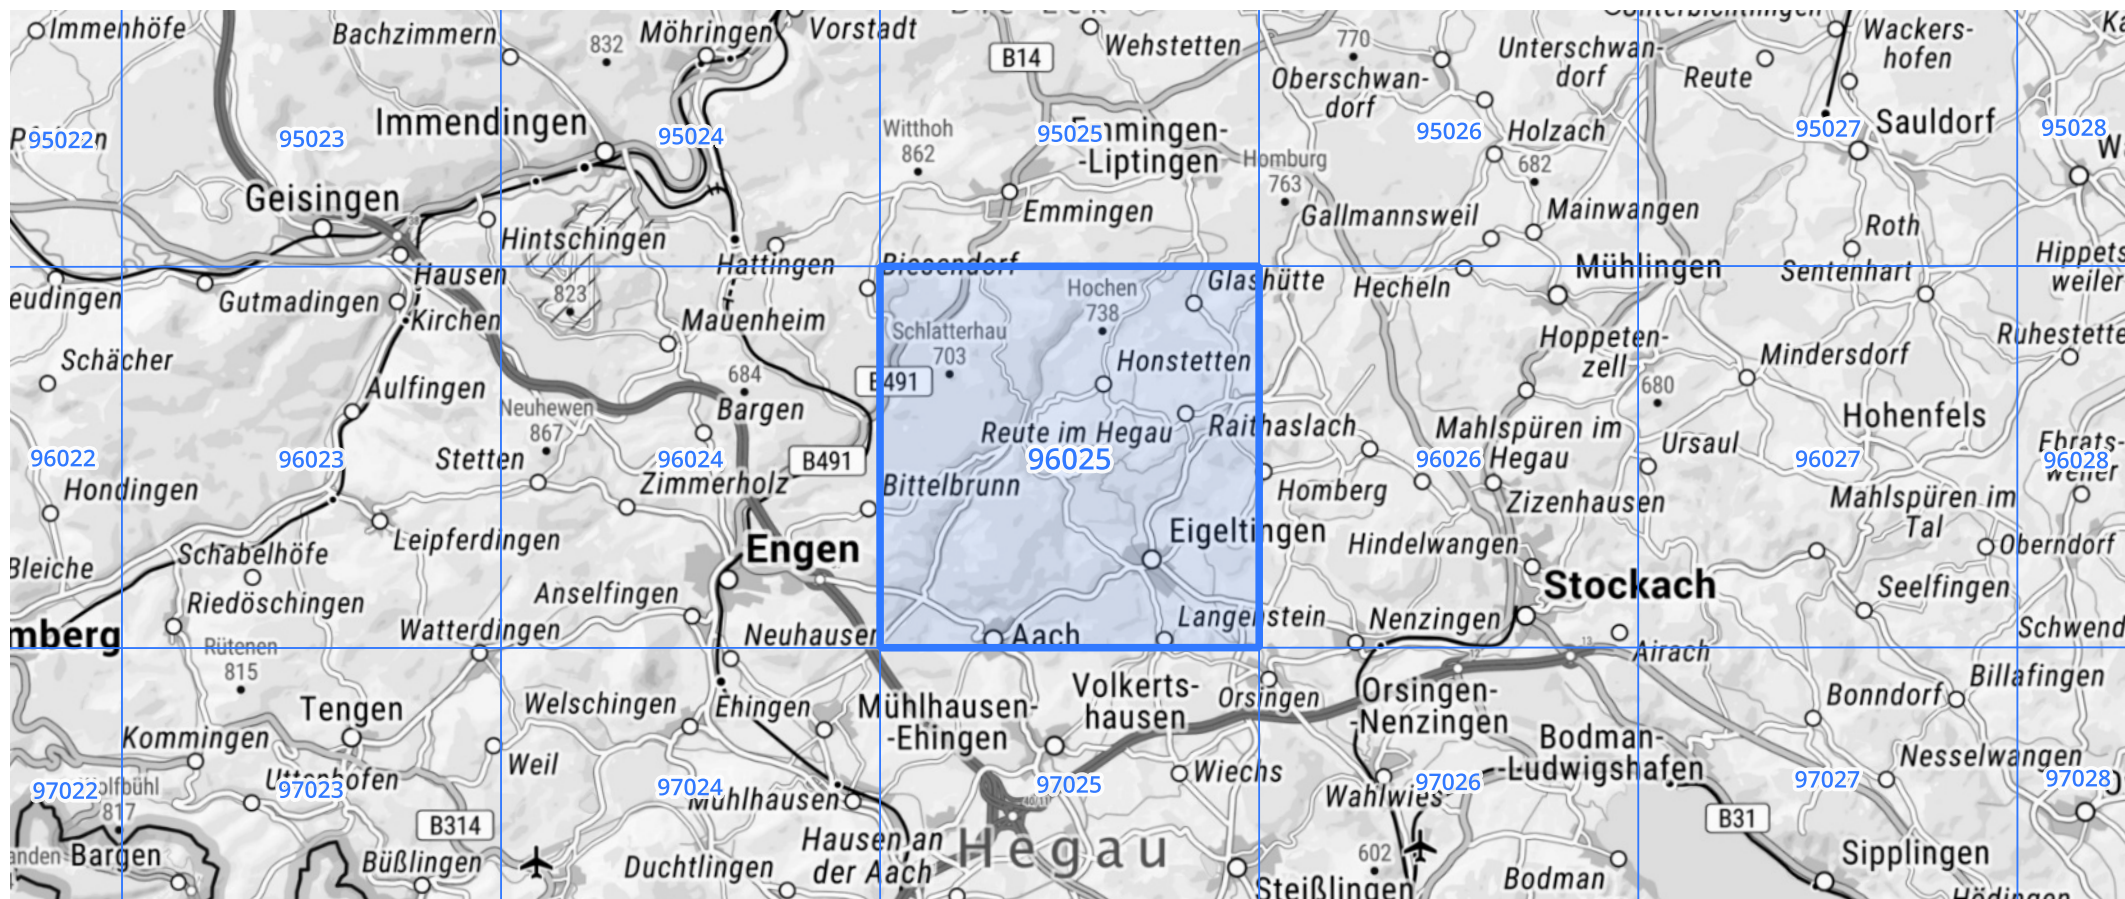 Immenhöfe
Bachzimmern
832
Möhringen
Vorstadt
B14
Wehstetten
770
Oberschwan-
dorf
Unterschwan-
dorf
Reute
Wackers-
hofen
Immendingen
Witthoh
862
95022
95023
95024
95025
Emmingen-
-Liptingen
95026
Holzach
682
95027
Sauldorf
95028
Homburg
763
Geisingen
Emmingen
Gallmannsweil
Mainwangen
Roth
Hintschingen
Hattingen
Biesendorf
Mühlingen
Sentenhart
Hippets
weiler
Hausen
eudingen
Gutmadingen
823
Kirchen
Mauenheim
Hochen
738
Glashütte
Hecheln
Schlatterhau
703
Hoppeten-
zell
Ruhestette
Schächer
Honstetten
Mindersdorf
Aulfingen
684
B491
680
Neuhewen
867
Bargen
Reute im Hegau
Raithaslach
Mahlspüren im
Hegau
Hohenfels
Ursaul
Ebrats-
weiler
96022
96023
Stetten
96024
B491
96025
96026
96027
96028
Hondingen
Zimmerholz
Bittelbrunn
Homberg
Zizenhausen
Mahlspüren im
Tal
Leipferdingen
Engen
Eigeltingen
Hindelwangen
Oberndorf
Schabelhöfe
Bleiche
Stockach
Seelfingen
Riedöschingen
Anselfingen
Langenstein
Nenzingen
mberg
Watterdingen
Neuhausen
Aach
Schwend
Rütenen
815
13
Airach
12
Tengen
Welschingen
Ehingen
Mühlhausen-
-Ehingen
Volkerts-
hausen
Orsingen
Orsingen-
-Nenzingen
Bonndorf
Billafingen
Kommingen
Weil
Wiechs
Bodman-
-Ludwigshafen
Nesselwangen
97022
817
97023
Uttenhofen
97024
Mühlhausen
97025
97026
Wahlwies
97027
97028
B314
B31
Bargen
Büßlingen
Duchtlingen
Hausen an
der Aach
Hegau
602
Steißlingen
Bodman
Sipplingen
Hödingen